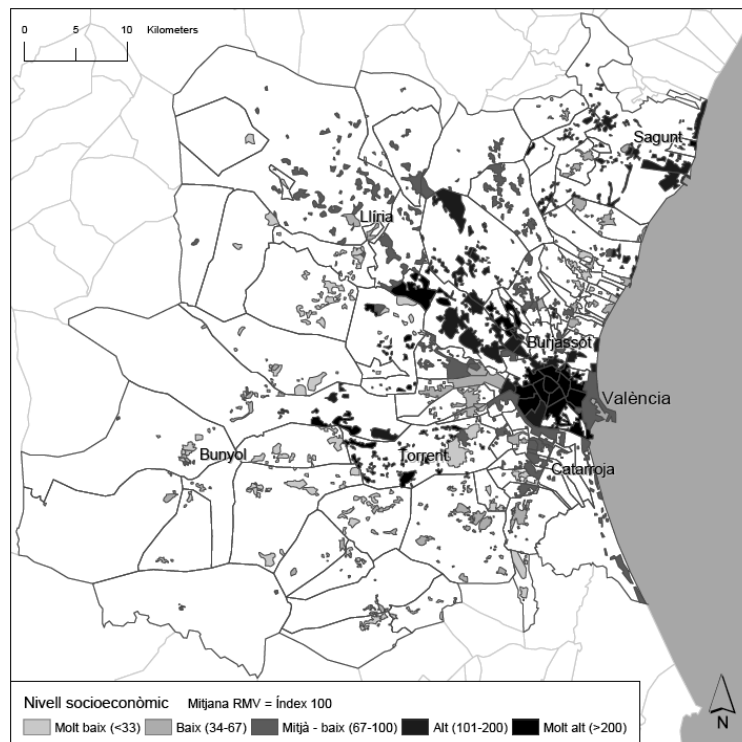 0 5 10 Kilometers
Sagunt
Llíria
Burjassot
València
Bunyol
Torrent
Catarroja
N
Nivell socioeconòmic Mitjana RMV = Índex 100
Molt baix (<33) Baix (34-67) Mitjà - baix (67-100) Alt (101-200) Molt alt (>200)